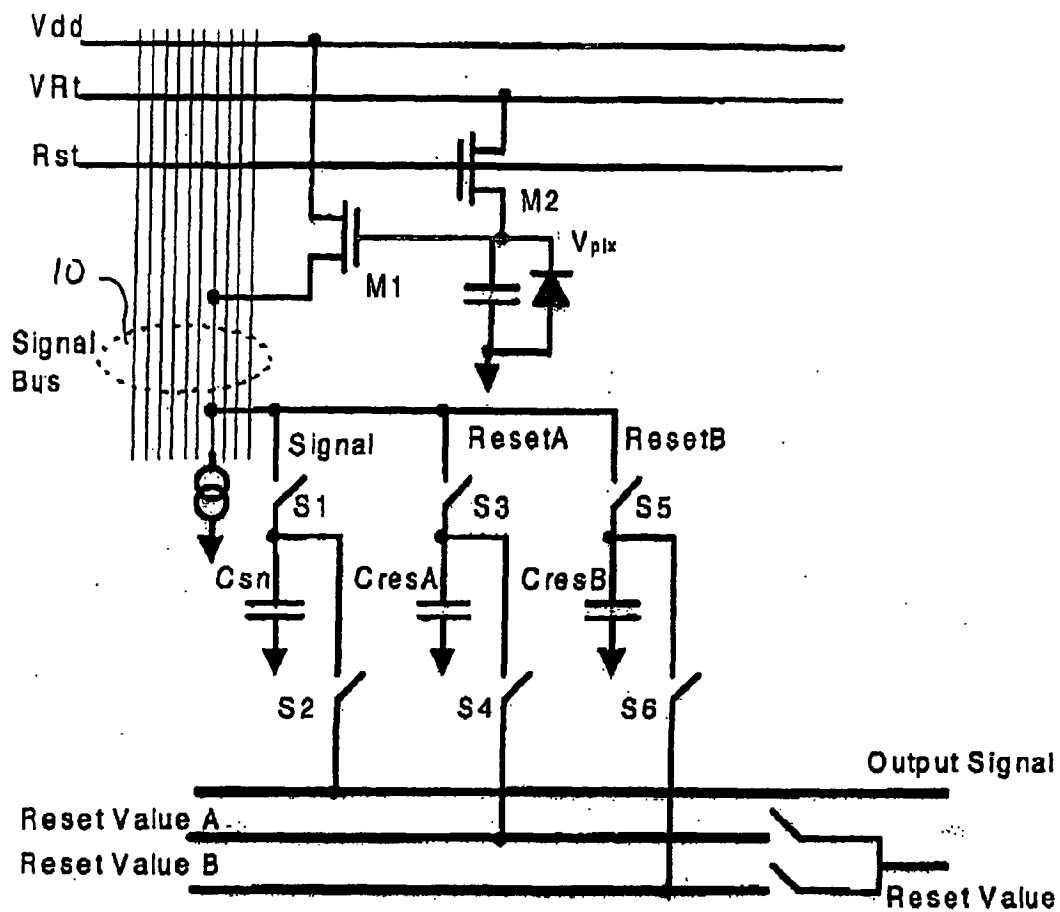 Vdd
VRt
Rst
M2
Vpix
M1
10
Signal
Bus
Signal
ResetA
ResetB
S1
S3
S5
Csn
CresA
CresB
S2
S4
S6
Output Signal
Reset Value A
Reset Value B
Reset Value